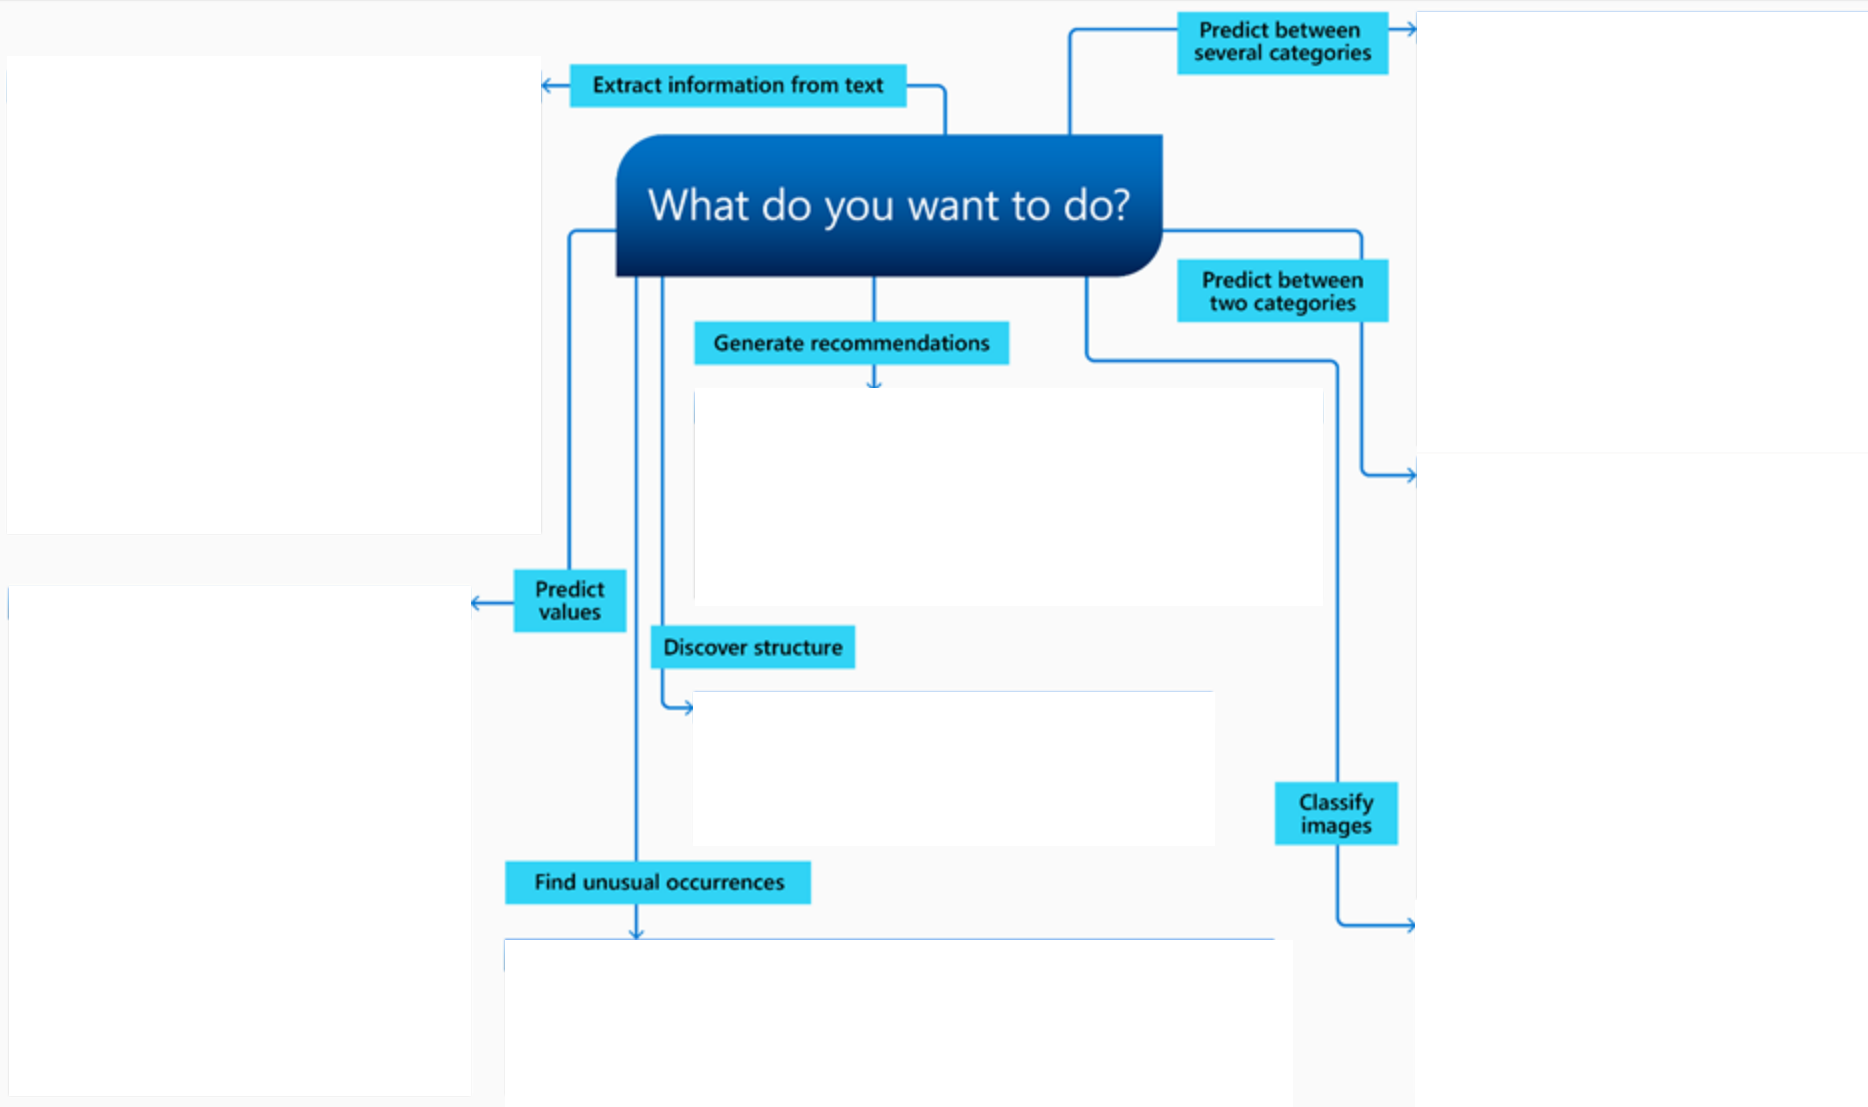 Predict between
several categories
Extract information from text
What do you want to do?
Predict between
two categories
Generate recommendations
Predict
values
Discover structure
Classify
images
Find unusual occurrences